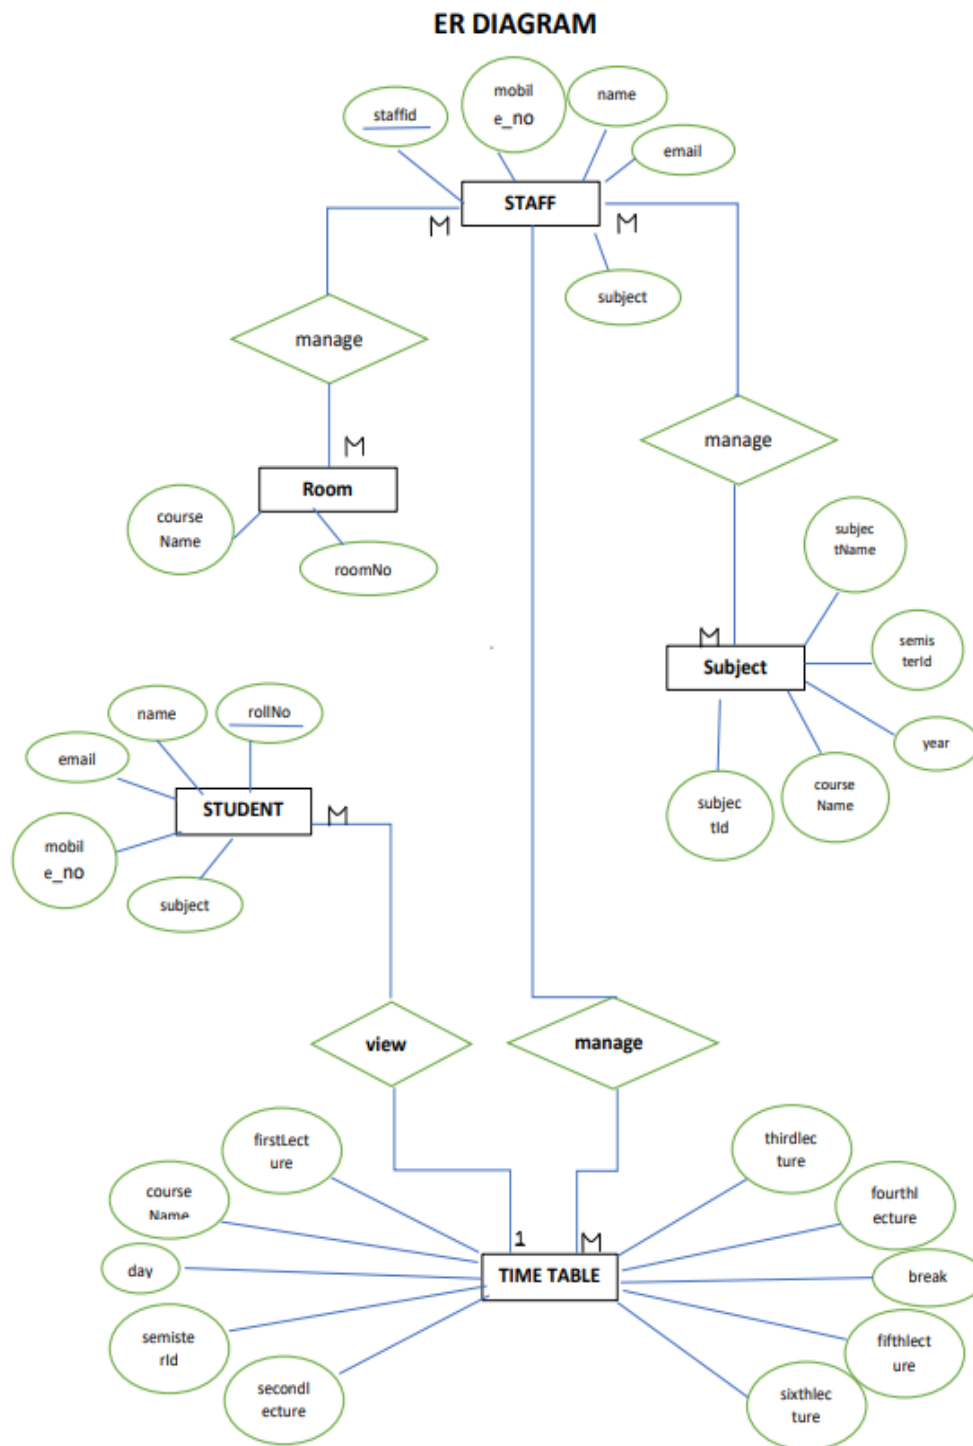 ER DIAGRAM
staffid
mobil
e_no
name
email
STAFF
M
M
subject
manage
manage
M
Room
course
Name
roomNo
subjec
tName
M
Subject
semis
terId
year
course
Name
subjec
tId
name
rollNo
email
STUDENT
M
mobil
e_no
subject
view
manage
firstLect
ure
thirdlec
ture
course
Name
fourthl
ecture
1
M
day
TIME TABLE
break
semiste
rId
fifthlect
ure
secondl
ecture
sixthlec
ture